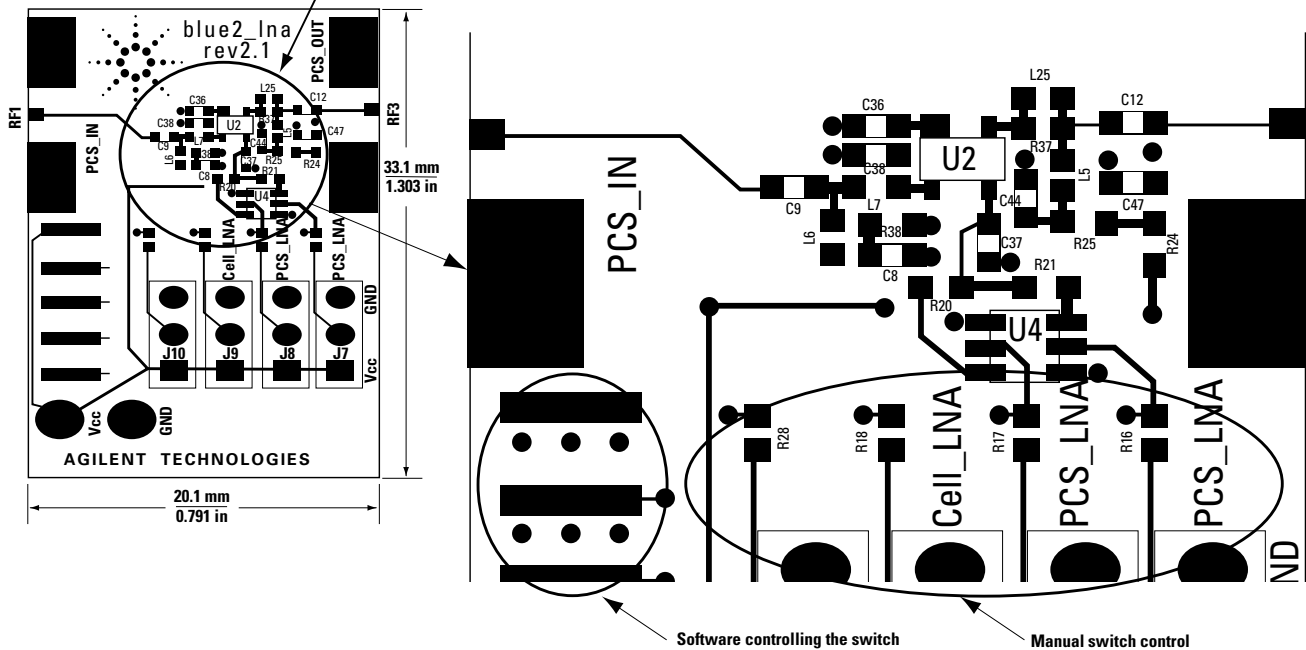 blue2_lna
rev2.1
PCS_OUT
RF1
RF3
PCS_IN
C36
L25
C12
C38
U2
R37
C9
L7
L5
C47
L6
R38
C44
C37
R25
R24
C8
R20
R21
U4
Cell_LNA
PCS_LNA
PCS_LNA
GND
J10
J9
J8
J7
Vcc
Vcc
GND
AGILENT TECHNOLOGIES
33.1 mm
1.303 in
20.1 mm
0.791 in
PCS_IN
C36
L25
C12
C38
U2
R37
L5
C9
C44
C47
L6
L7
R38
C37
R25
R24
C8
R21
R20
U4
R28
R18
Cell_LNA
R17
PCS_LNA
R16
PCS_LNA
ND
Software controlling the switch
Manual switch control